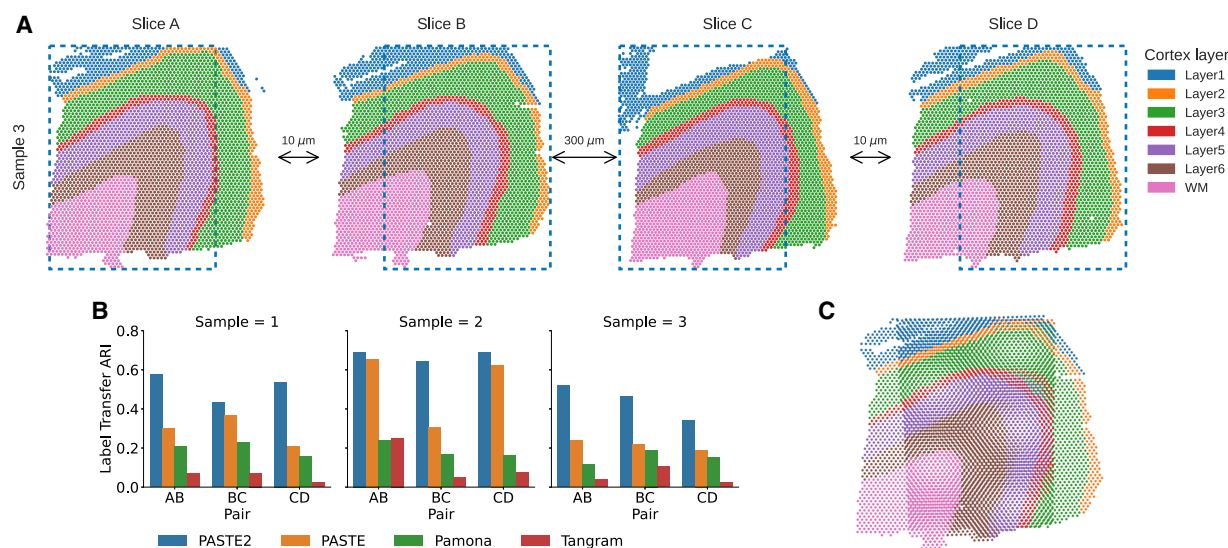 A
Slice A
Slice B
Slice C
Slice D
Sample 3
10 μm
300 μm
10 μm
Cortex layer
Layer1
Layer2
Layer3
Layer4
Layer5
Layer6
WM
B
Sample = 1
Sample = 2
Sample = 3
Label Transfer ARI
0.8
0.6
0.4
0.2
0.0
AB
BC
CD
AB
BC
CD
AB
BC
CD
Pair
Pair
Pair
PASTE2
PASTE
Pamona
Tangram
C